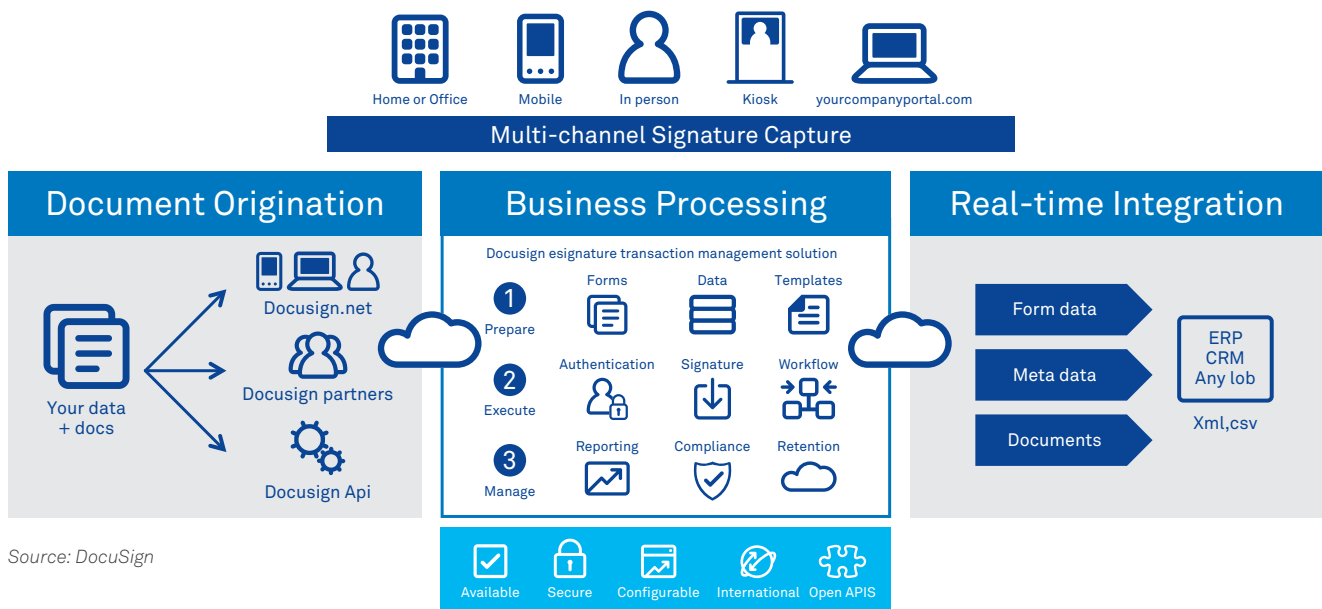 Home or Office
Mobile
In person
Kiosk
yourcompanyportal.com
Multi-channel Signature Capture
Document Origination
Your data
+ docs
Docusign.net
Docusign partners
Docusign Api
Business Processing
Docusign esignature transaction management solution
1
Prepare
Forms
Data
Templates
2
Execute
Authentication
Signature
Workflow
3
Manage
Reporting
Compliance
Retention
Real-time Integration
Form data
Meta data
Documents
ERP
CRM
Any lob
Xml,csv
Available
Secure
Configurable
International
Open APIS
Source: DocuSign